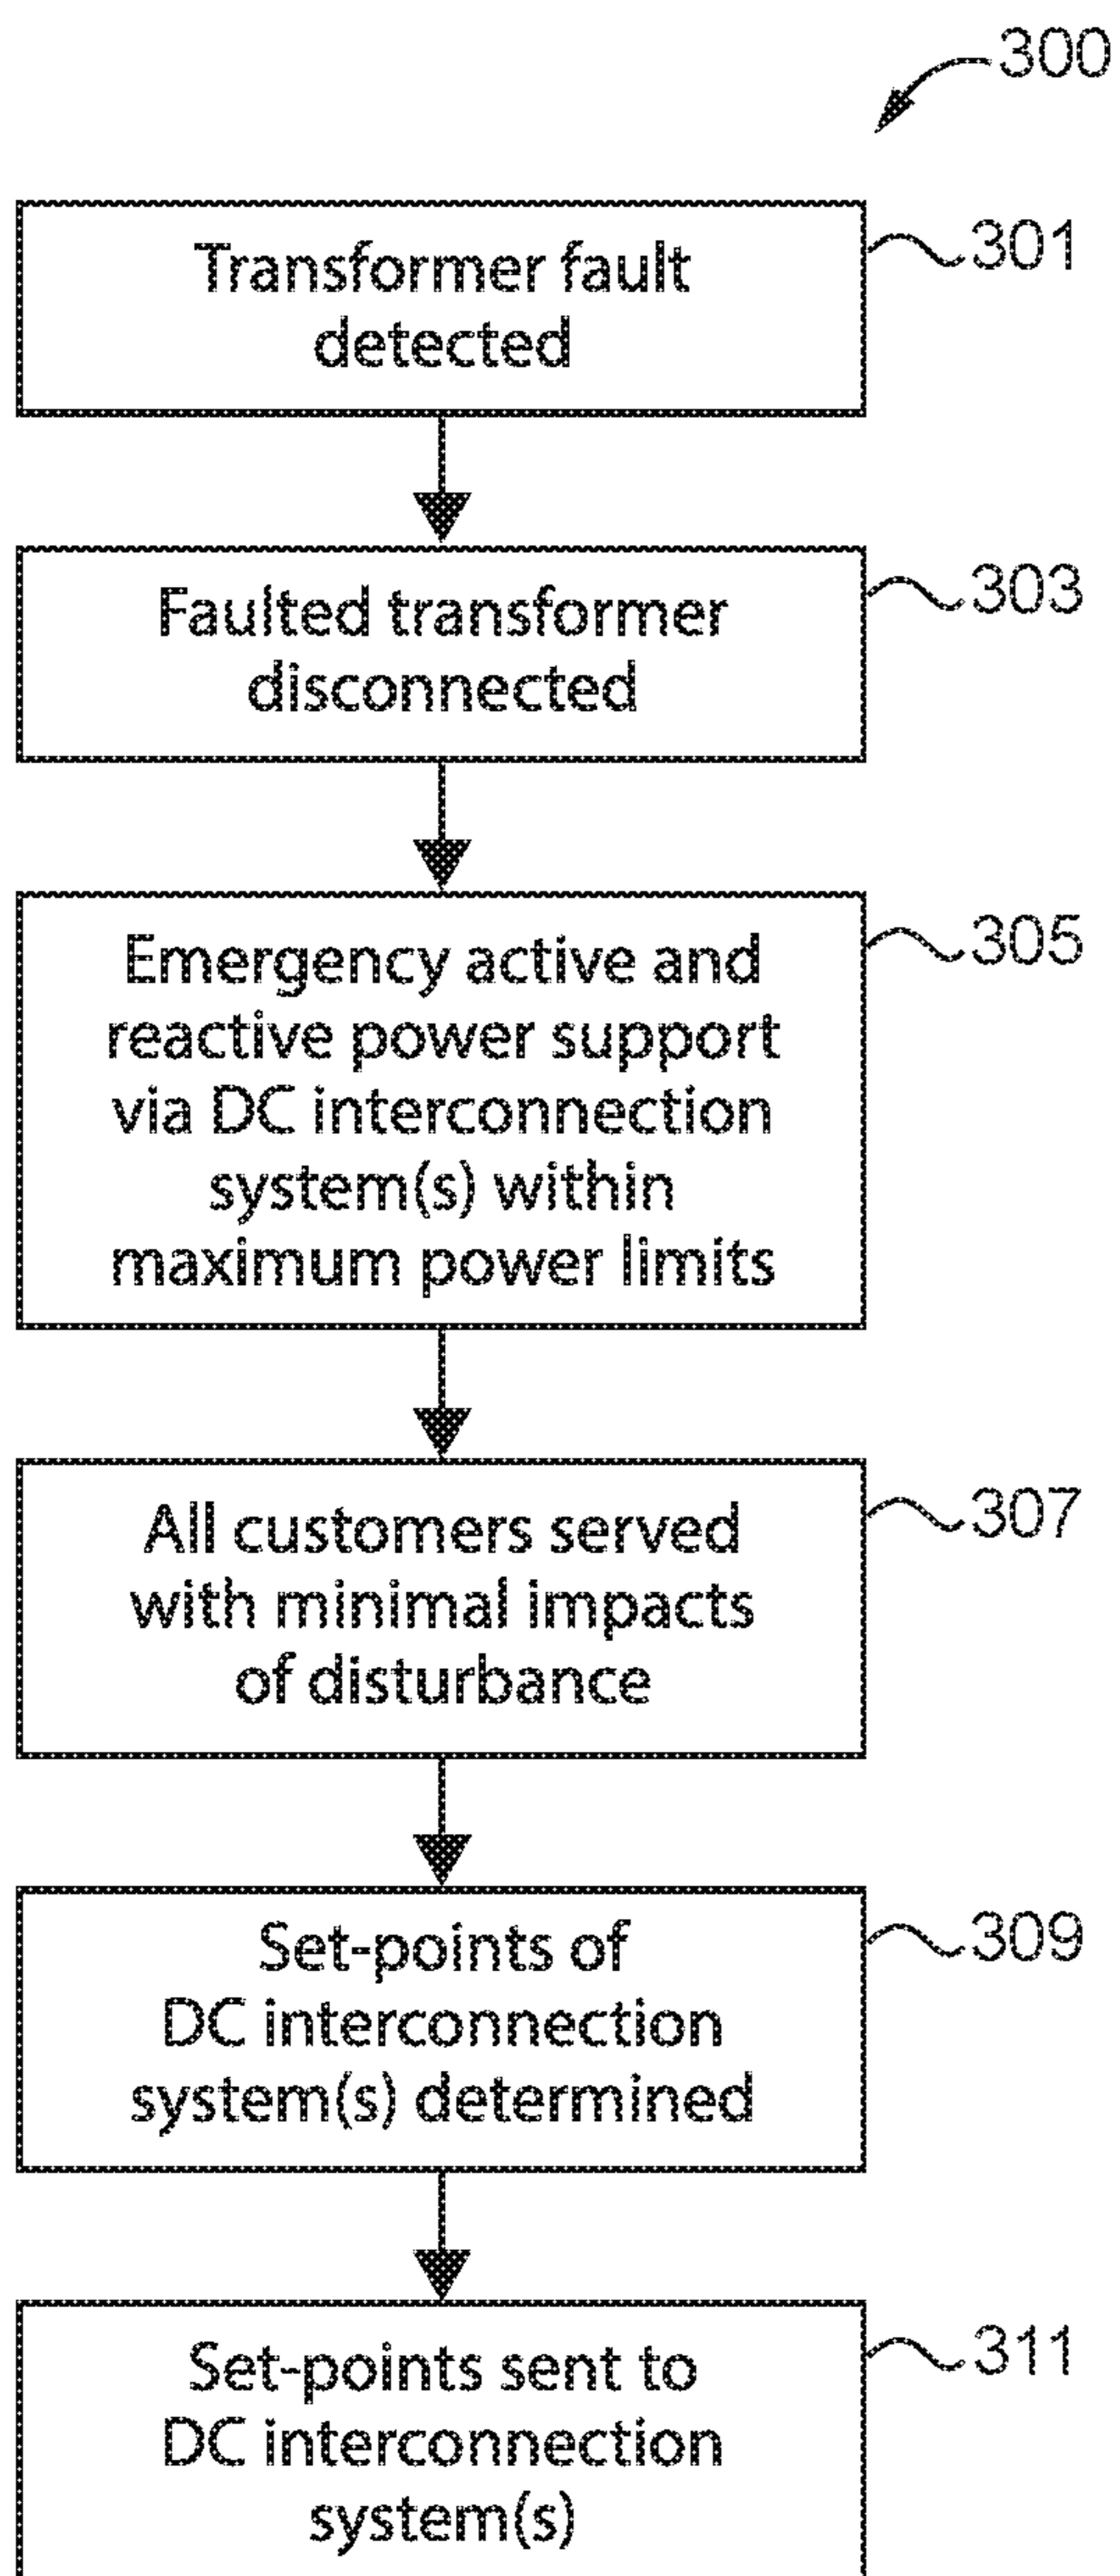 300
Transformer fault
detected
301
Faulted transformer
disconnected
303
Emergency active and
reactive power support
via DC interconnection
system(s) within
maximum power limits
305
All customers served
with minimal impacts
of disturbance
307
Set-points of
DC interconnection
system(s) determined
309
Set-points sent to
DC interconnection
system(s)
311